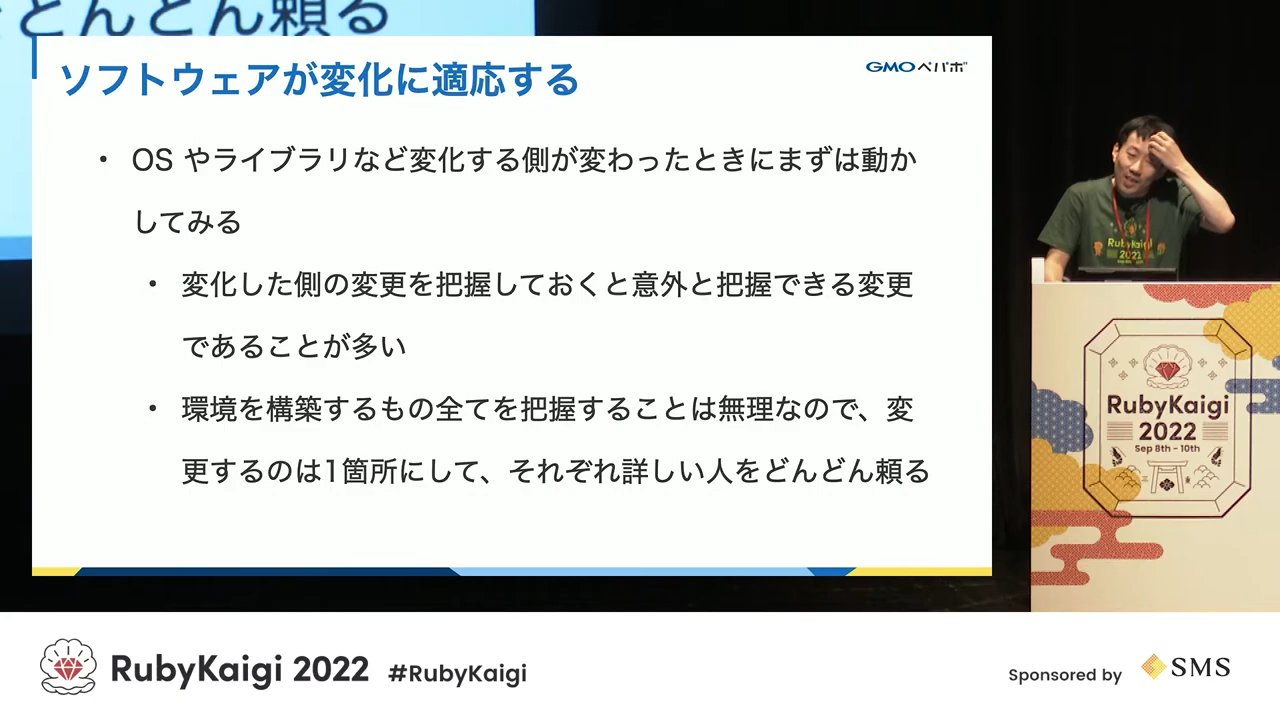 どんどん頼る
ソフトウェアが変化に適応する
GMOペパボ
・ OS やライブラリなど変化する側が変わったときにまずは動か
してみる
・ 変化した側の変更を把握しておくと意外と把握できる変更
であることが多い
・ 環境を構築するもの全てを把握することは無理なので、変
更するのは1箇所にして、それぞれ詳しい人をどんどん頼る
RubyKaigi
2022
RubyKaigi
2022
Sep 8th - 10th
RubyKaigi 2022 #RubyKaigi
Sponsored by SMS